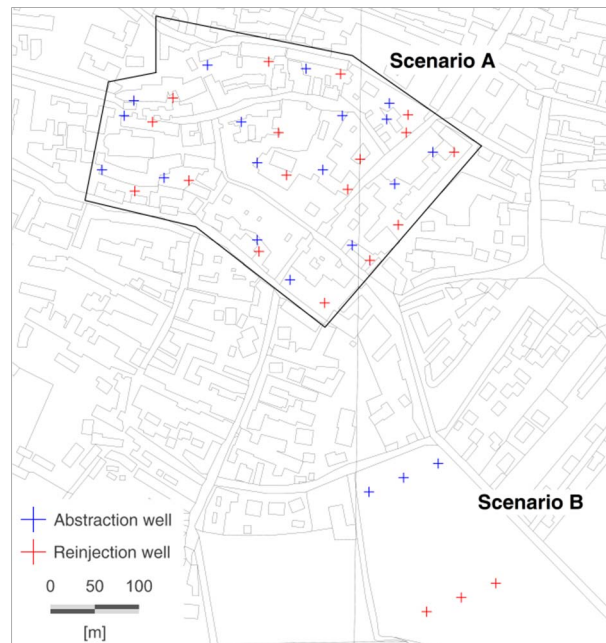 Scenario A
Scenario B
Abstraction well
Reinjection well
0 50 100
[m]